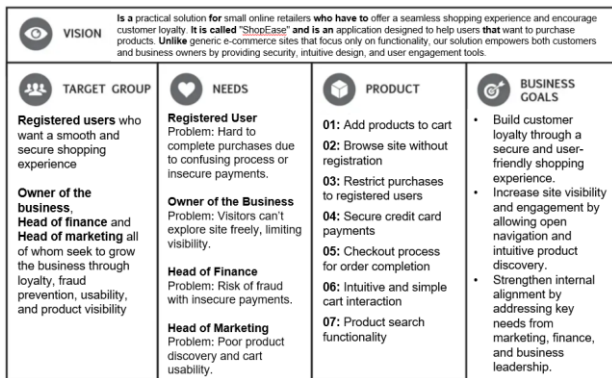 VISION
Is a practical solution for small online retailers who have to offer a seamless shopping experience and encourage
customer loyalty. It is called "ShopEase" and is an application designed to help users that want to purchase
products. Unlike generic e-commerce sites that focus only on functionality, our solution empowers both customers
and business owners by providing security, intuitive design, and user engagement tools.
TARGET GROUP
Registered users who
want a smooth and
secure shopping
experience
Owner of the
business,
Head of finance and
Head of marketing all
of whom seek to grow
the business through
loyalty, fraud
prevention, usability,
and product visibility
NEEDS
Registered User
Problem: Hard to
complete purchases due
to confusing process or
insecure payments.
Owner of the Business
Problem: Visitors can't
explore site freely, limiting
visibility.
Head of Finance
Problem: Risk of fraud
with insecure payments.
Head of Marketing
Problem: Poor product
discovery and cart
usability.
PRODUCT
01: Add products to cart
02: Browse site without
registration
03: Restrict purchases
to registered users
04: Secure credit card
payments
05: Checkout process
for order completion
06: Intuitive and simple
cart interaction
07: Product search
functionality
BUSINESS
GOALS
• Build customer
loyalty through a
secure and user-
friendly shopping
experience.
• Increase site visibility
and engagement by
allowing open
navigation and
intuitive product
discovery.
• Strengthen internal
alignment by
addressing key
needs from
marketing, finance,
and business
leadership.